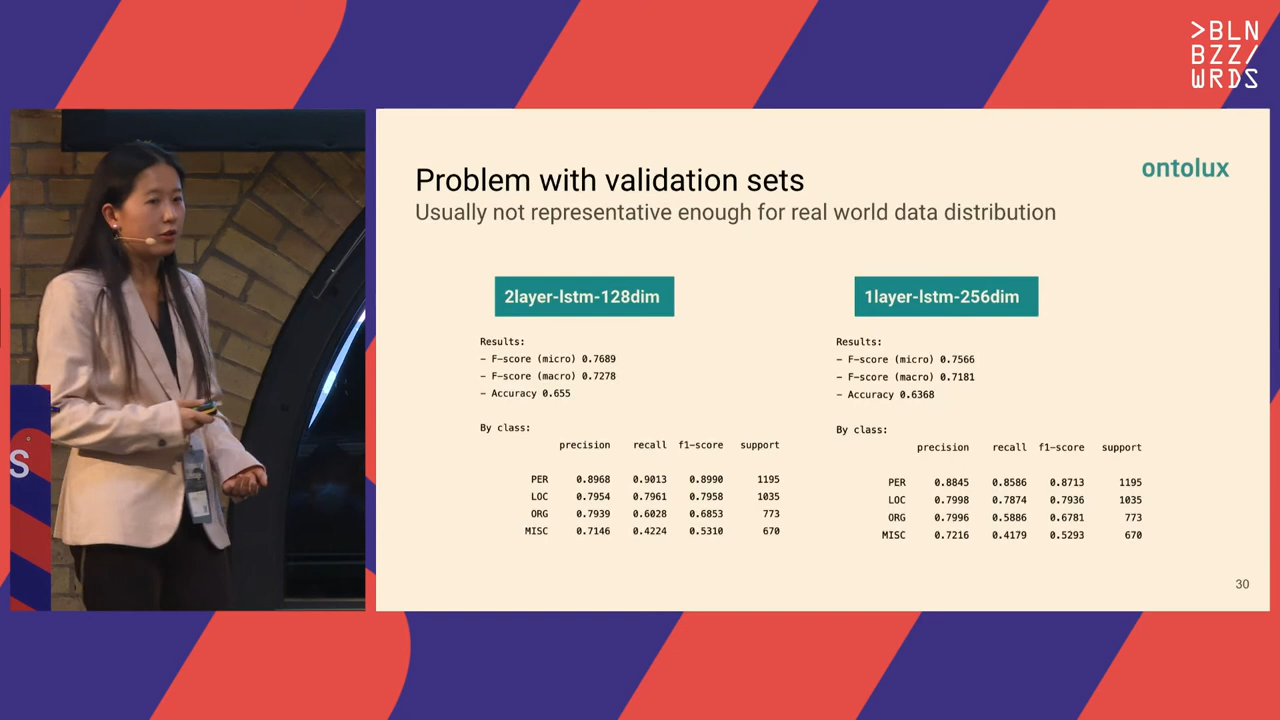 >BLN
BZZ/
WRDS
ontolux
Problem with validation sets
Usually not representative enough for real world data distribution
2layer-lstm-128dim
Results:
- F-score (micro) 0.7689
- F-score (macro) 0.7278
- Accuracy 0.655
By class:
precision recall f1-score support
PER 0.8968 0.9013 0.8990 1195
LOC 0.7954 0.7961 0.7958 1035
ORG 0.7939 0.6028 0.6853 773
MISC 0.7146 0.4224 0.5310 670
1layer-lstm-256dim
Results:
- F-score (micro) 0.7566
- F-score (macro) 0.7181
- Accuracy 0.6368
By class:
precision recall f1-score support
PER 0.8845 0.8586 0.8713 1195
LOC 0.7998 0.7874 0.7936 1035
ORG 0.7996 0.5886 0.6781 773
MISC 0.7216 0.4179 0.5293 670
30
S